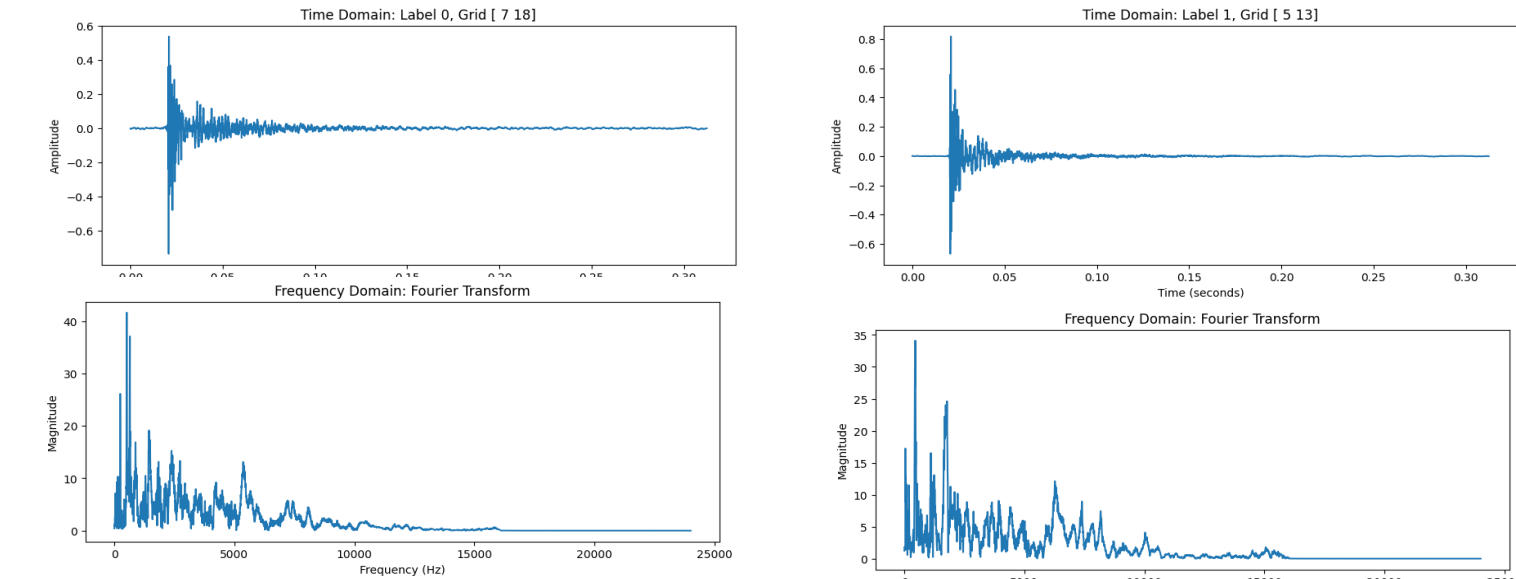 Time Domain: Label 0, Grid [ 7 18]
0.6
0.4
0.2
0.0
−0.2
−0.4
−0.6
Amplitude
0.00 0.05 0.10 0.15 0.20 0.25 0.30
Frequency Domain: Fourier Transform
40
30
20
10
0
Magnitude
0 5000 10000 15000 20000 25000
Frequency (Hz)
Time Domain: Label 1, Grid [ 5 13]
0.8
0.6
0.4
0.2
0.0
−0.2
−0.4
−0.6
Amplitude
0.00 0.05 0.10 0.15 0.20 0.25 0.30
Time (seconds)
Frequency Domain: Fourier Transform
35
30
25
20
15
10
5
0
Magnitude